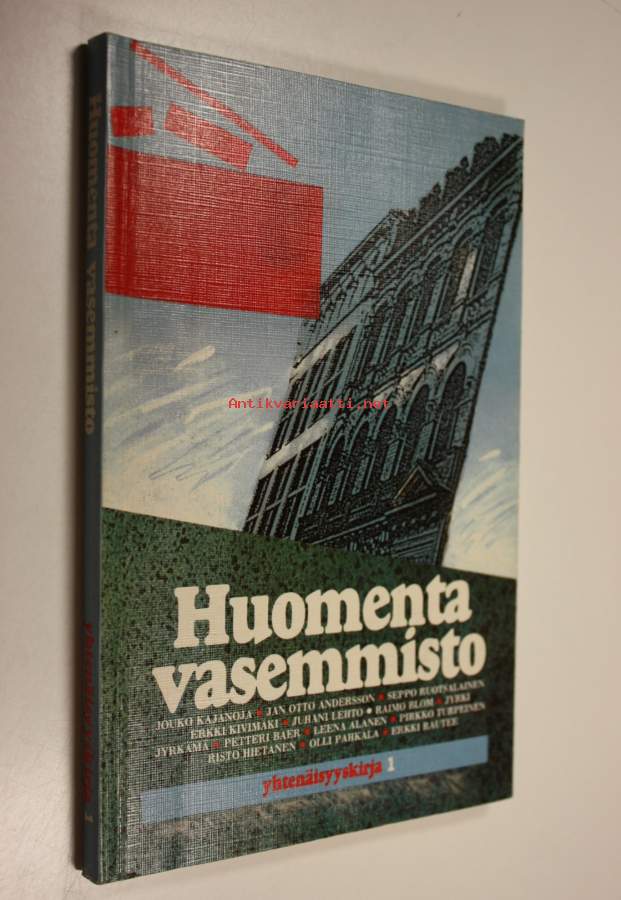 Huomenta vasemmisto
yhtenäisyyskirja 1
Antikvariaatti.net
Huomenta
vasemmisto
JOUKO KAJANOJA • JAN OTTO ANDERSSON • SEPPO RUOTSALAINEN
ERKKI KIVIMÄKI • JUHANI LEHTO • RAIMO BLOM • JYRKI
JYRKÄMÄ • PETTERI BAER • LEENA ALANEN • PIRKKO TURPEINEN
RISTO HIETANEN • OLLI PAHKALA • ERKKI RAUTEE
yhtenäisyyskirja 1